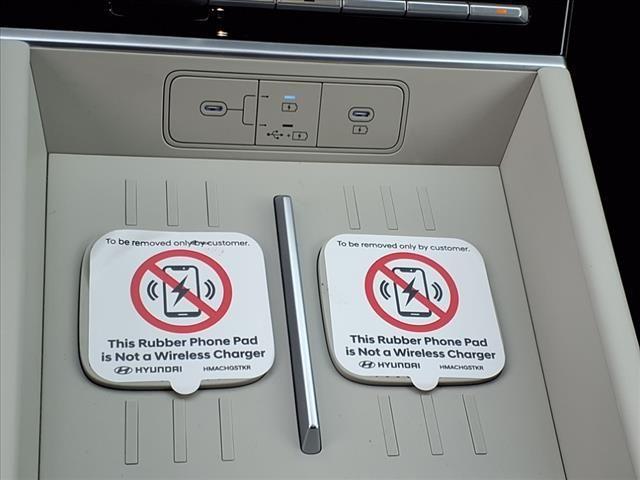 To be removed only by customer.
This Rubber Phone Pad
is Not a Wireless Charger
HYUNDAI HMACHGSTKR
To be removed only by customer.
This Rubber Phone Pad
is Not a Wireless Charger
HYUNDAI HMACHGSTKR